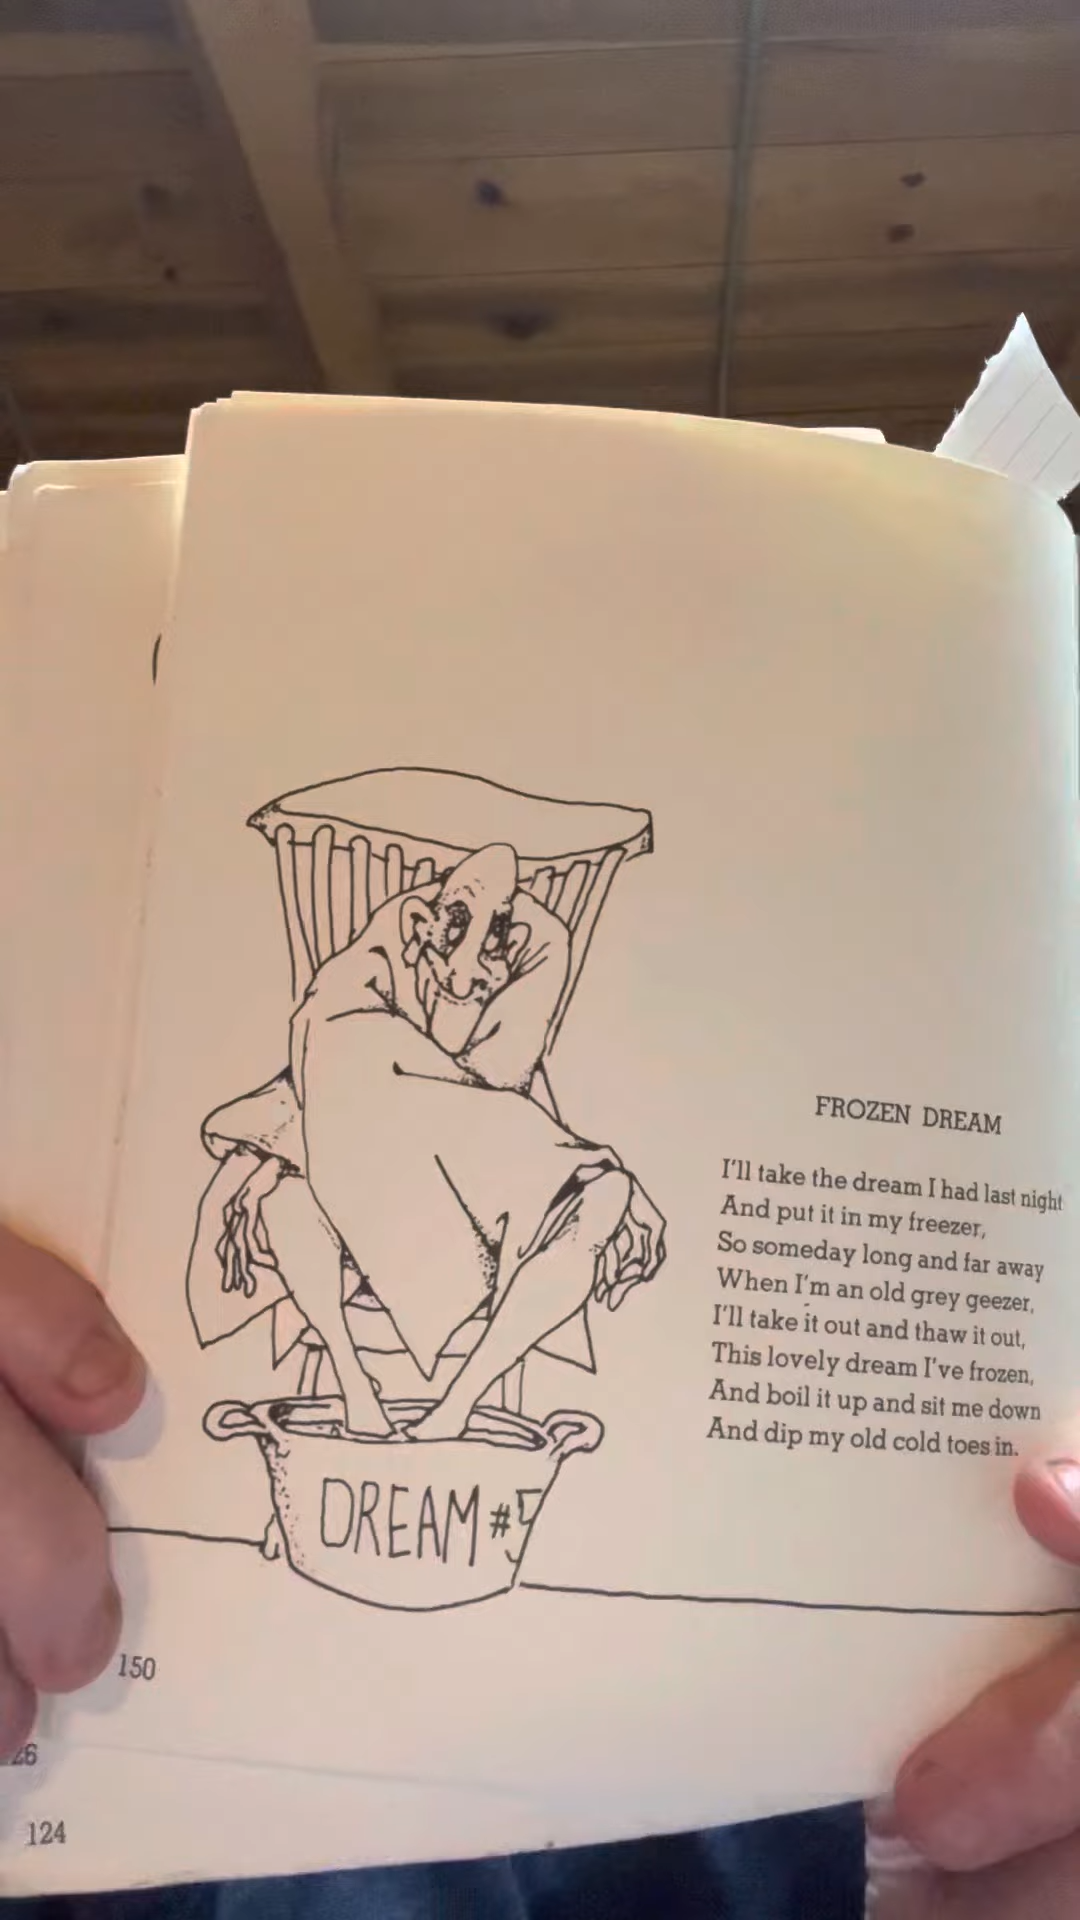 FROZEN DREAM
I'll take the dream I had last night
And put it in my freezer,
So someday long and far away
When I'm an old grey geezer,
I'll take it out and thaw it out,
This lovely dream I've frozen,
And boil it up and sit me down
And dip my old cold toes in.
DREAM #5
150
26
124